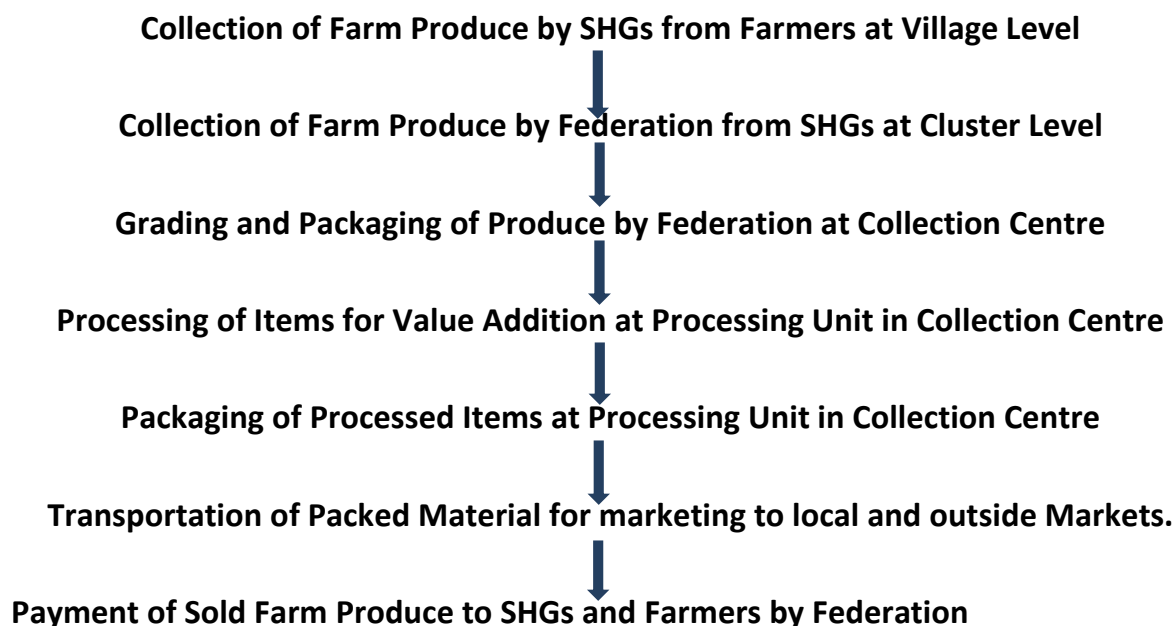 Collection of Farm Produce by SHGs from Farmers at Village Level
Collection of Farm Produce by Federation from SHGs at Cluster Level
Grading and Packaging of Produce by Federation at Collection Centre
Processing of Items for Value Addition at Processing Unit in Collection Centre
Packaging of Processed Items at Processing Unit in Collection Centre
Transportation of Packed Material for marketing to local and outside Markets.
Payment of Sold Farm Produce to SHGs and Farmers by Federation